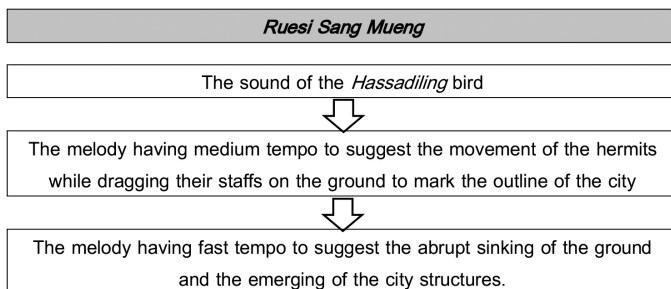 Ruesi Sang Mueng
The sound of the Hassadiling bird
The melody having medium tempo to suggest the movement of the hermits
while dragging their staffs on the ground to mark the outline of the city
The melody having fast tempo to suggest the abrupt sinking of the ground
and the emerging of the city structures.